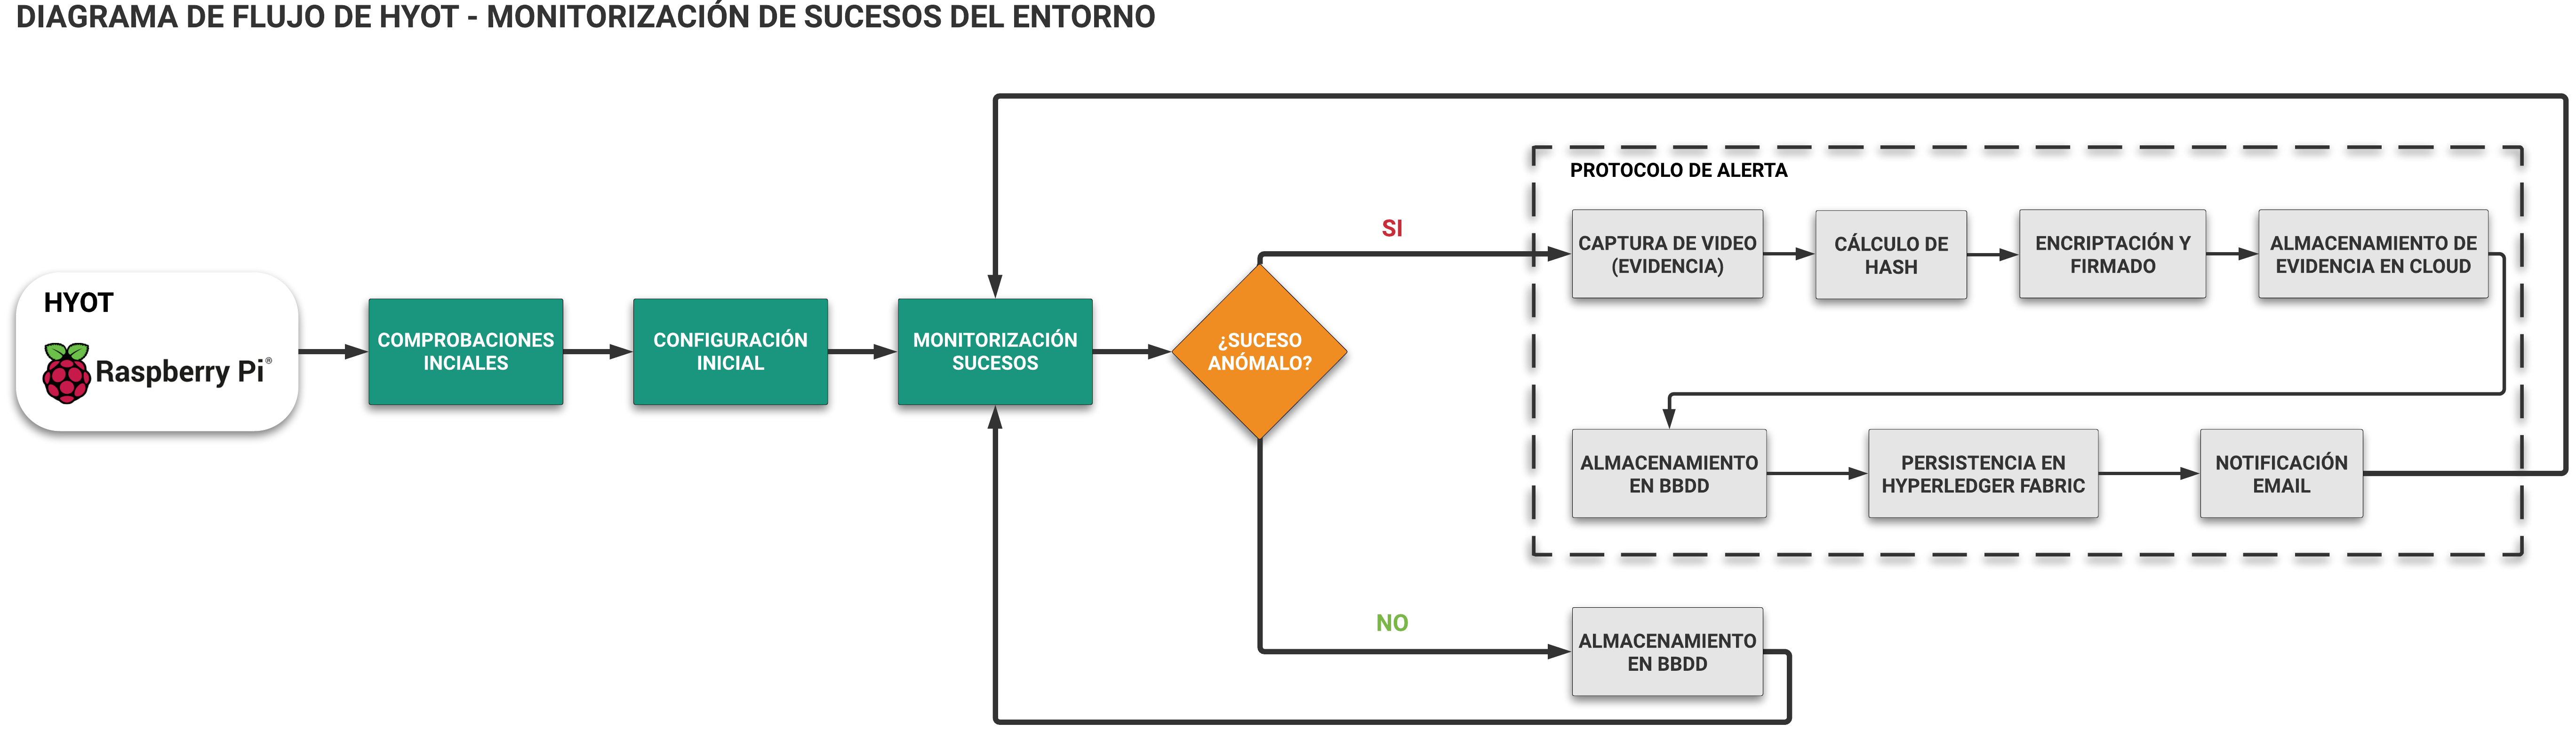 DIAGRAMA DE FLUJO DE HYOT - MONITORIZACIÓN DE SUCESOS DEL ENTORNO
HYOT
Raspberry Pi®
COMPROBACIONES
INCIALES
CONFIGURACIÓN
INICIAL
MONITORIZACIÓN
SUCESOS
¿SUCESO
ANÓMALO?
SI
PROTOCOLO DE ALERTA
CAPTURA DE VIDEO
(EVIDENCIA)
CÁLCULO DE
HASH
ENCRIPTACIÓN Y
FIRMADO
ALMACENAMIENTO DE
EVIDENCIA EN CLOUD
ALMACENAMIENTO
EN BBDD
PERSISTENCIA EN
HYPERLEDGER FABRIC
NOTIFICACIÓN
EMAIL
NO
ALMACENAMIENTO
EN BBDD